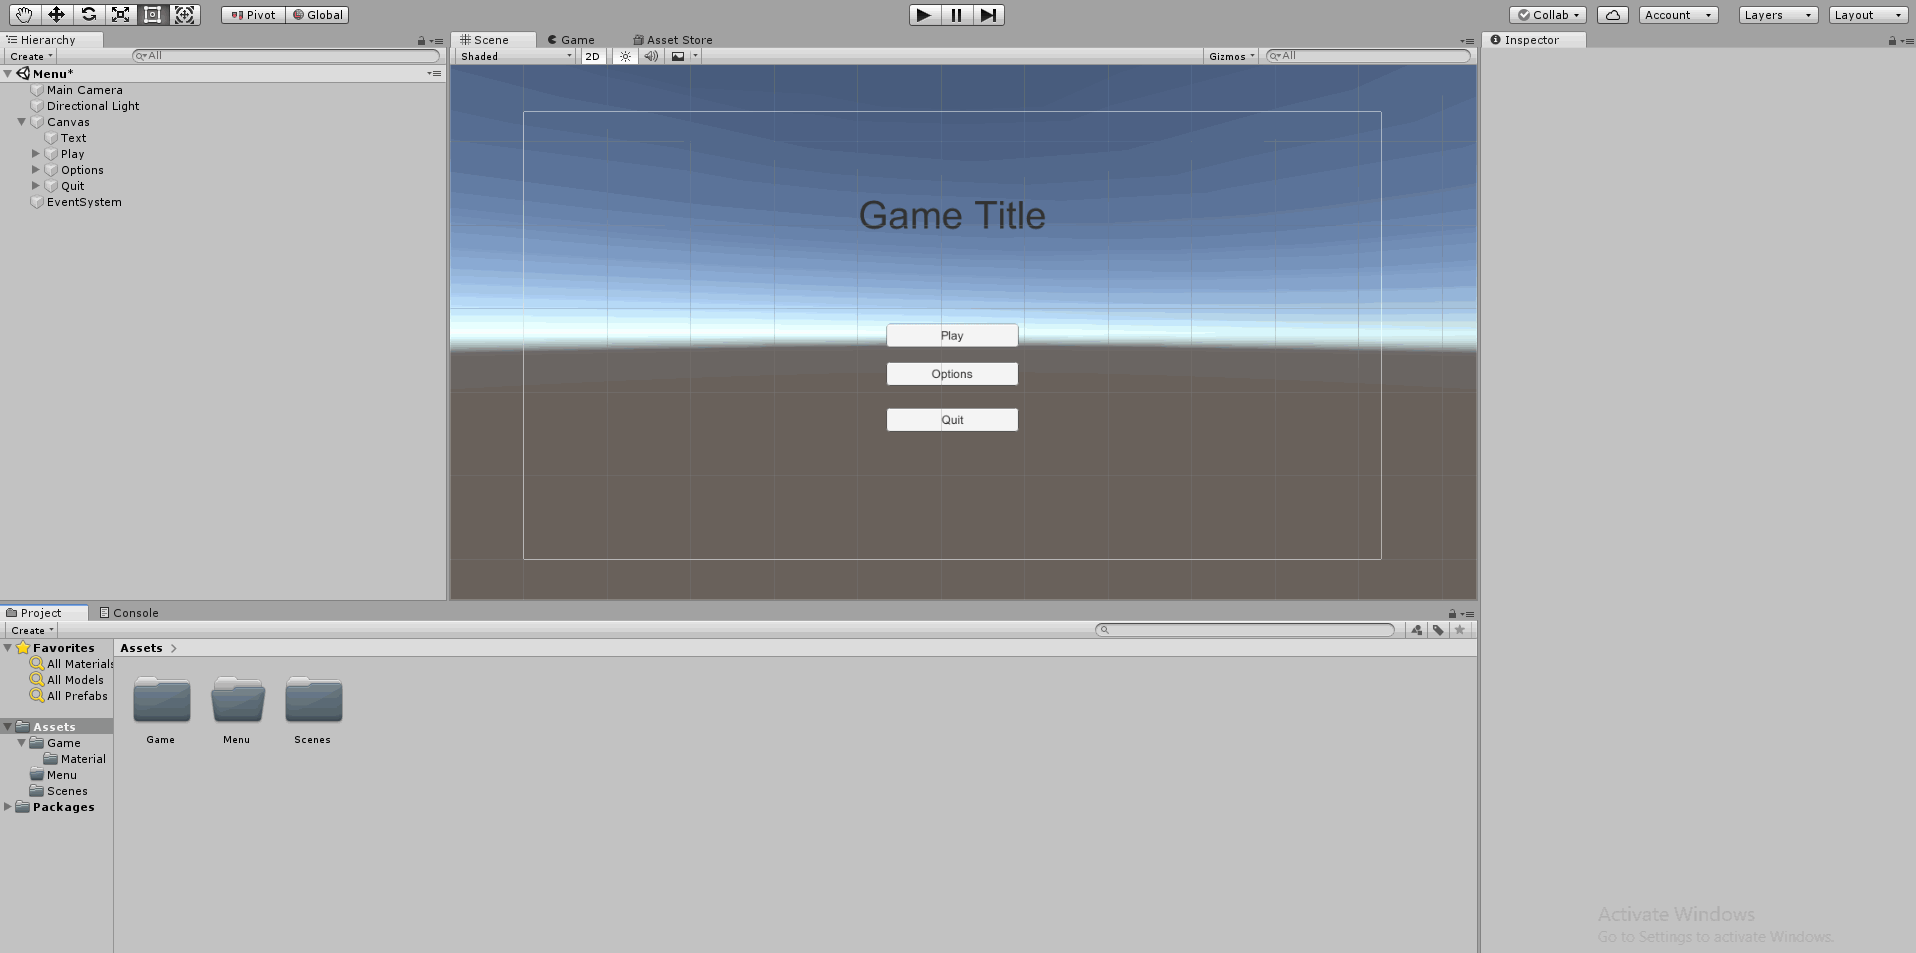 Pivot Global Collab Account Layers Layout
Hierarchy
Create All
Menu*
Main Camera
Directional Light
Canvas
Text
Play
Options
Quit
EventSystem
Scene Game Asset Store
Shaded 2D Gizmos All
Game Title
Play
Options
Quit
Inspector
Project Console
Create
Favorites
All Materials
All Models
All Prefabs
Assets
Game
Material
Menu
Scenes
Packages
Assets
Game Menu Scenes
Activate Windows
Go to Settings to activate Windows.